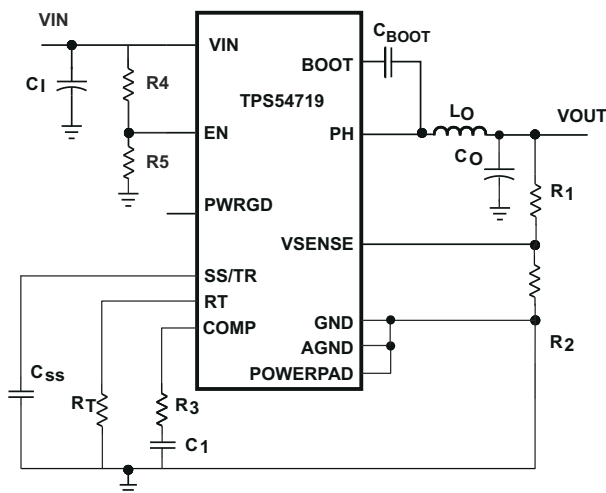 VIN
VIN
CBOOT
BOOT
CI
R4
TPS54719
LO
VOUT
EN
PH
CO
R5
R1
PWRGD
VSENSE
SS/TR
RT
GND
COMP
AGND
R2
Css
POWERPAD
RT
R3
C1